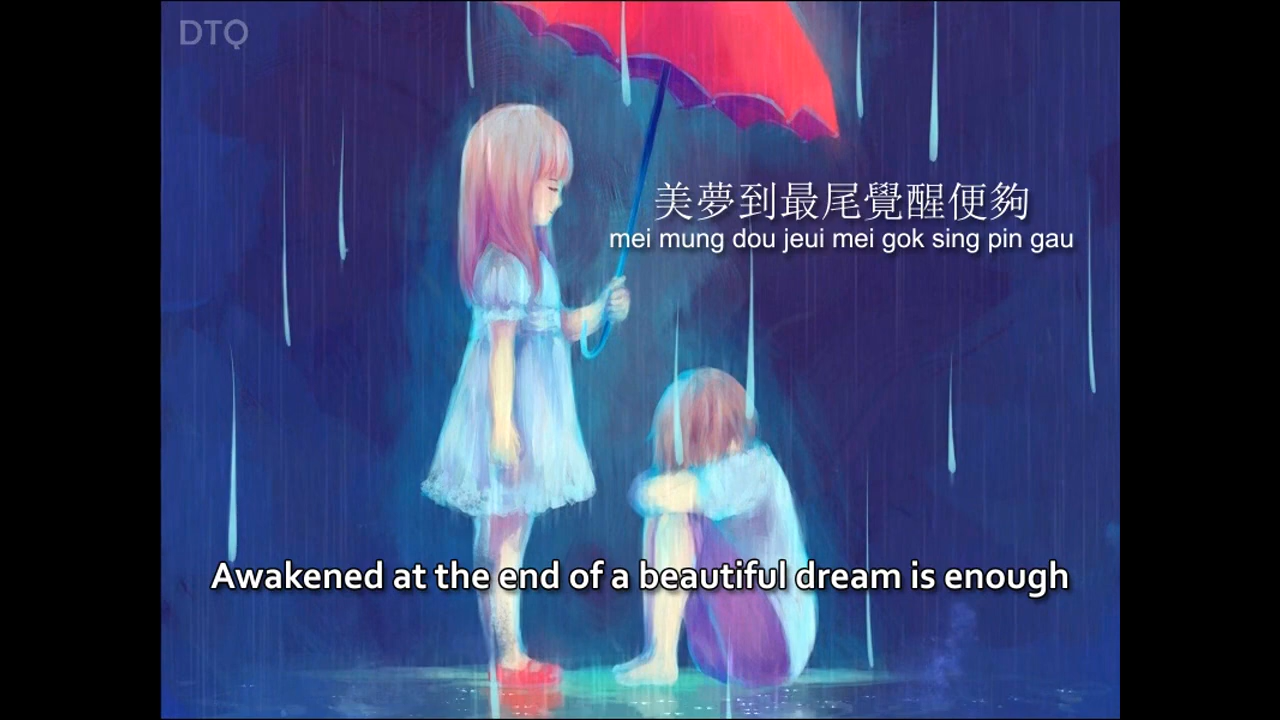 DTQ
美夢到最尾覺醒便夠
mei mung dou jeui mei gok sing pin gau
Awakened at the end of a beautiful dream is enough